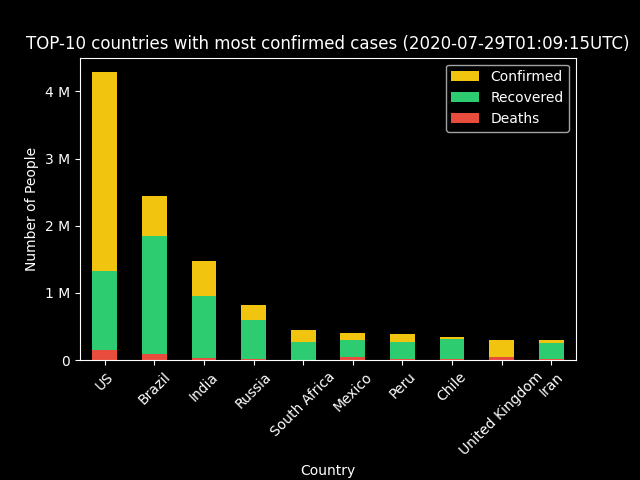 TOP-10 countries with most confirmed cases (2020-07-29T01:09:15UTC)
Confirmed
Recovered
Deaths
Number of People
4 M
3 M
2 M
1 M
0
US
Brazil
India
Russia
South Africa
Mexico
Peru
Chile
United Kingdom
Iran
Country